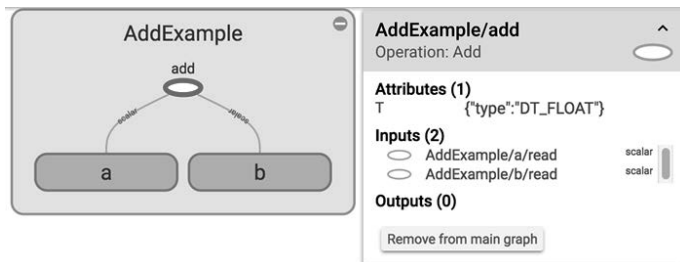 AddExample
add
scalar
scalar
a
b
AddExample/add
Operation: Add
Attributes (1)
T {"type":"DT_FLOAT"}
Inputs (2)
AddExample/a/read scalar
AddExample/b/read scalar
Outputs (0)
Remove from main graph